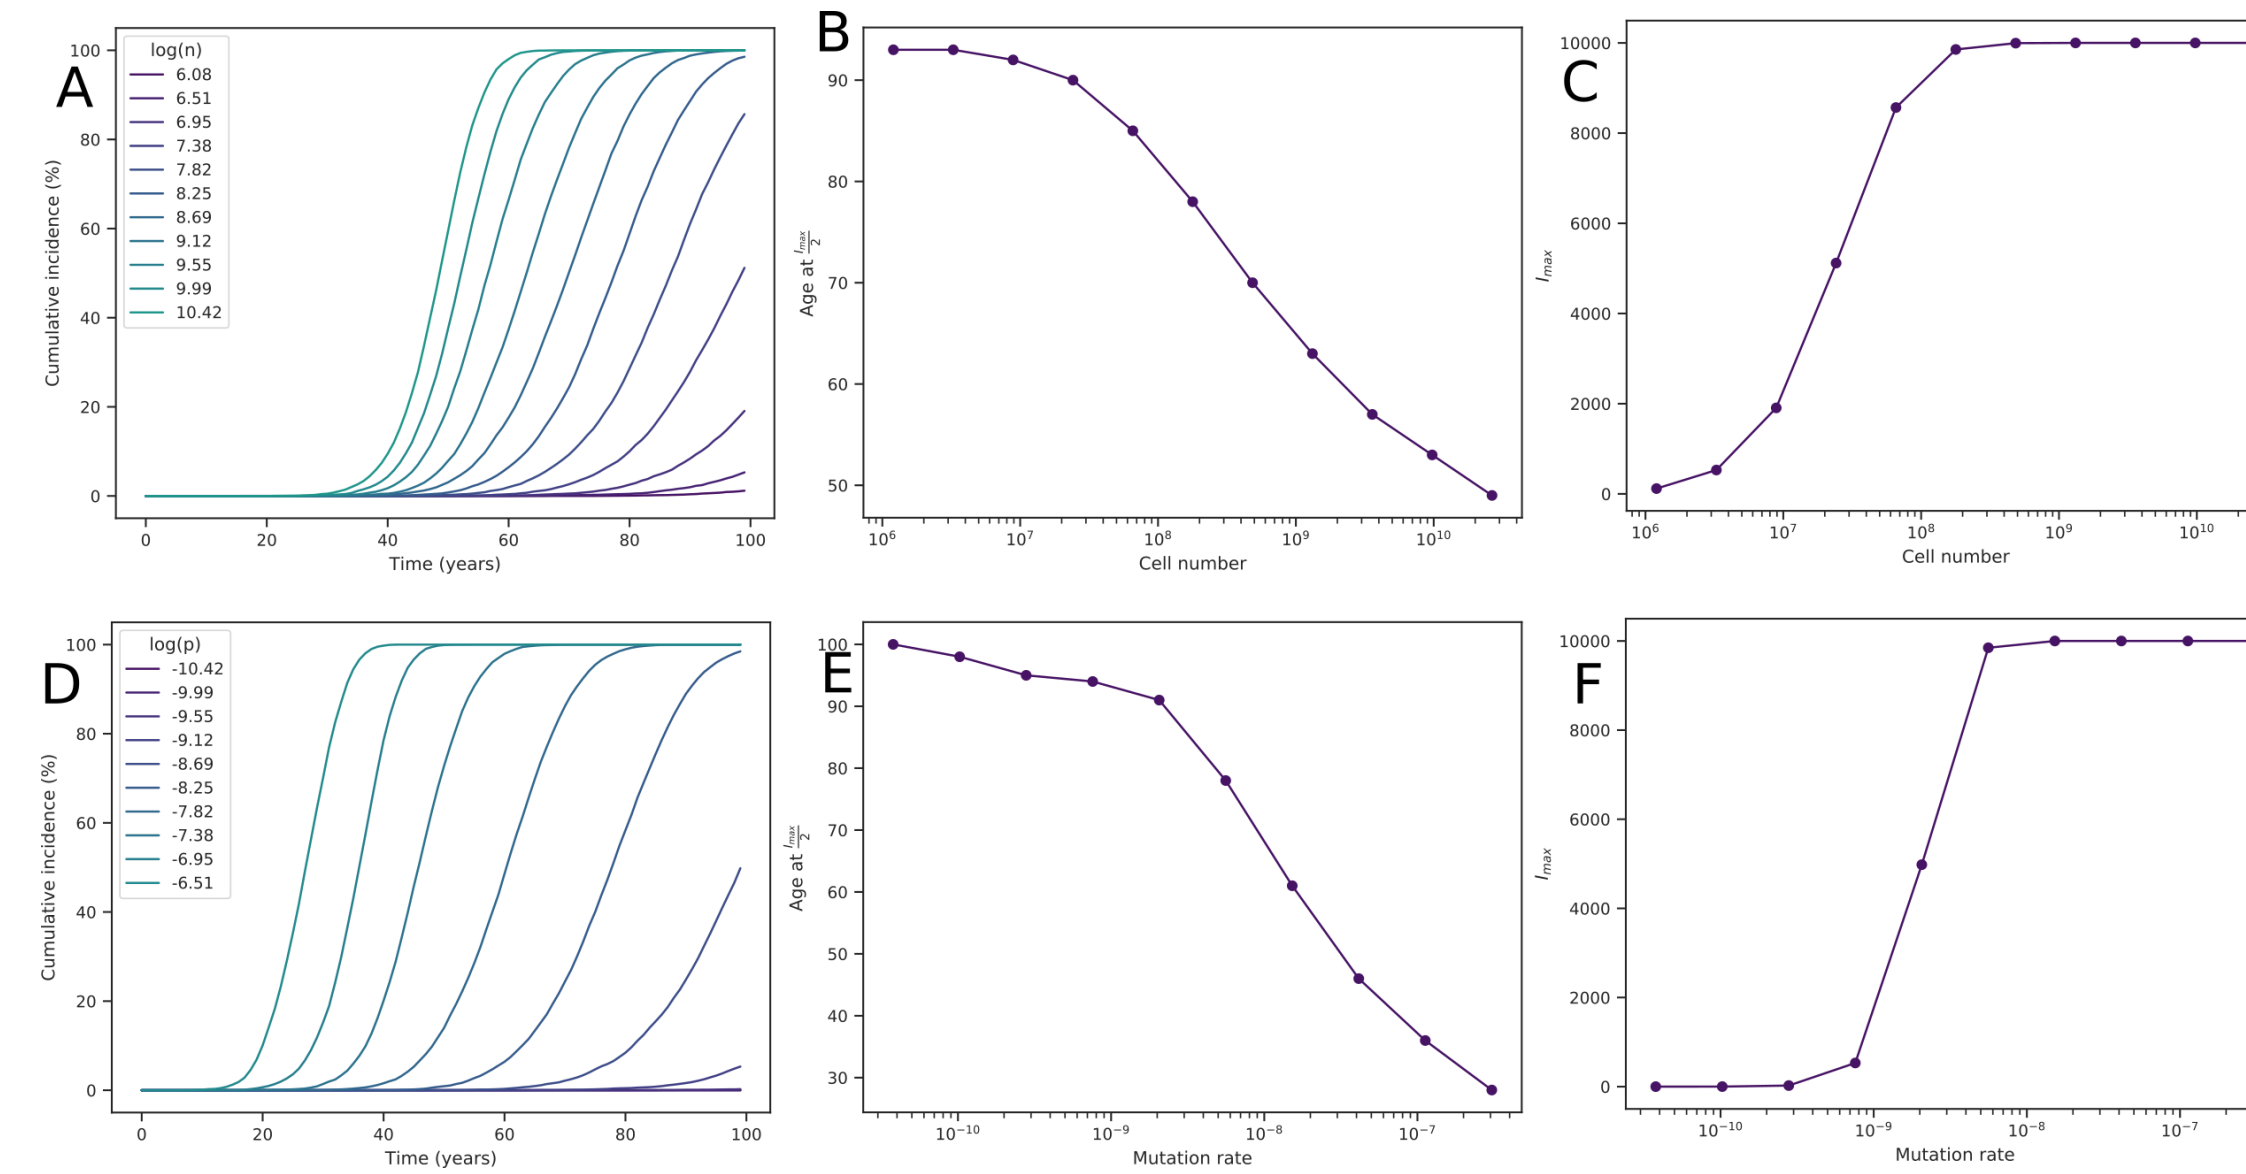 A
log(n)
6.08
6.51
6.95
7.38
7.82
8.25
8.69
9.12
9.55
9.99
10.42
Cumulative incidence (%)
100
80
60
40
20
0
0 20 40 60 80 100
Time (years)
B
Age at I_max/2
90
80
70
60
50
10^6 10^7 10^8 10^9 10^10
Cell number
C
I_max
10000
8000
6000
4000
2000
0
10^6 10^7 10^8 10^9 10^10
Cell number
D
log(p)
-10.42
-9.99
-9.55
-9.12
-8.69
-8.25
-7.82
-7.38
-6.95
-6.51
Cumulative incidence (%)
100
80
60
40
20
0
0 20 40 60 80 100
Time (years)
E
Age at I_max/2
100
90
80
70
60
50
40
30
10^−10 10^−9 10^−8 10^−7
Mutation rate
F
I_max
10000
8000
6000
4000
2000
0
10^−10 10^−9 10^−8 10^−7
Mutation rate